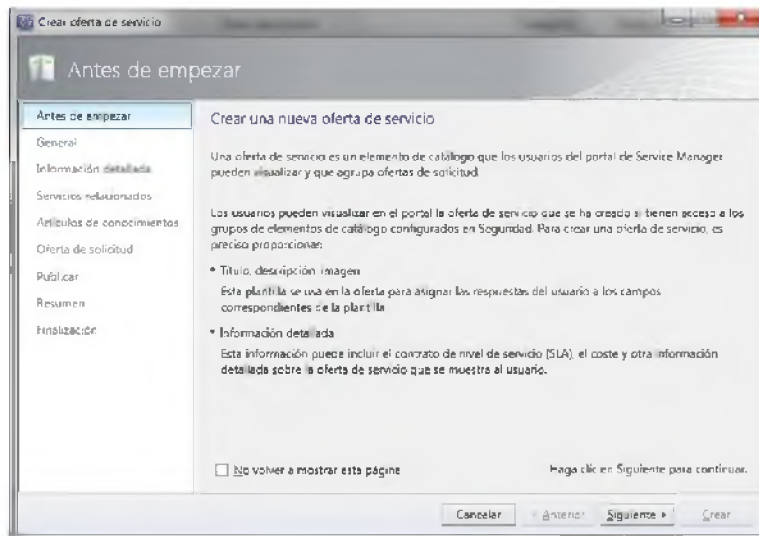 Crear oferta de servicio
Antes de empezar
Antes de empezar
General
Información detallada
Servicios relacionados
Artículos de conocimientos
Oferta de solicitud
Publicar
Resumen
Finalización
Crear una nueva oferta de servicio
Una oferta de servicio es un elemento de catálogo que los usuarios del portal de Service Manager
pueden visualizar y que agrupa ofertas de solicitud.
Los usuarios pueden visualizar en el portal la oferta de servicio que se ha creado si tienen acceso a los
grupos de elementos de catálogo configurados en Seguridad. Para crear una oferta de servicio, es
preciso proporcionar:
• Título, descripción, imagen
Esta plantilla se usa en la oferta para asignar las respuestas del usuario a los campos
correspondientes de la plantilla
• Información detallada
Esta información puede incluir el contrato de nivel de servicio (SLA), el coste y otra información
detallada sobre la oferta de servicio que se muestra al usuario.
No volver a mostrar esta página
Haga clic en Siguiente para continuar.
Cancelar
Anterior
Siguiente
Crear